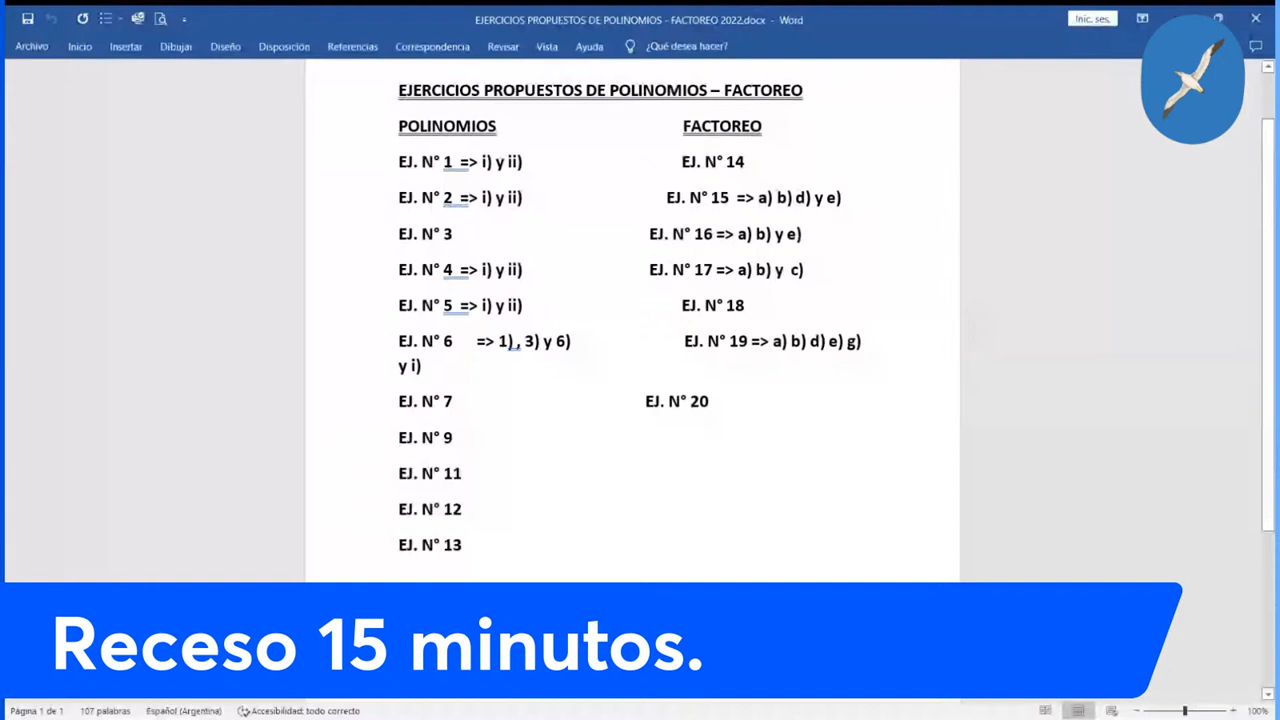 EJERCICIOS PROPUESTOS DE POLINOMIOS - FACTOREO 2022.docx - Word
Inic. ses.
Archivo Inicio Insertar Dibujar Diseño Disposición Referencias Correspondencia Revisar Vista Ayuda ¿Qué desea hacer?
EJERCICIOS PROPUESTOS DE POLINOMIOS – FACTOREO
POLINOMIOS FACTOREO
EJ. N° 1 => i) y ii) EJ. N° 14
EJ. N° 2 => i) y ii) EJ. N° 15 => a) b) d) y e)
EJ. N° 3 EJ. N° 16 => a) b) y e)
EJ. N° 4 => i) y ii) EJ. N° 17 => a) b) y c)
EJ. N° 5 => i) y ii) EJ. N° 18
EJ. N° 6 => 1) , 3) y 6) EJ. N° 19 => a) b) d) e) g)
y i)
EJ. N° 7 EJ. N° 20
EJ. N° 9
EJ. N° 11
EJ. N° 12
EJ. N° 13
Receso 15 minutos.
Página 1 de 1 107 palabras Español (Argentina) Accesibilidad: todo correcto 100%